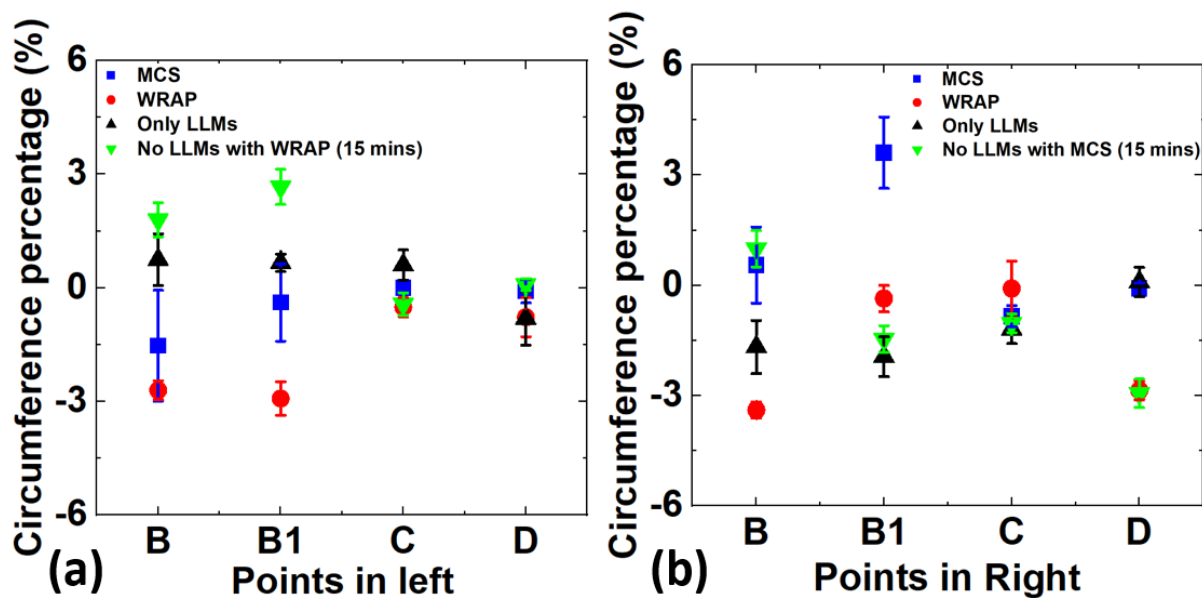 Circumference percentage (%)
6
3
0
-3
-6
MCS
WRAP
Only LLMs
No LLMs with WRAP (15 mins)
B B1 C D
Points in left
(a)
Circumference percentage (%)
6
3
0
-3
-6
MCS
WRAP
Only LLMs
No LLMs with MCS (15 mins)
B B1 C D
Points in Right
(b)